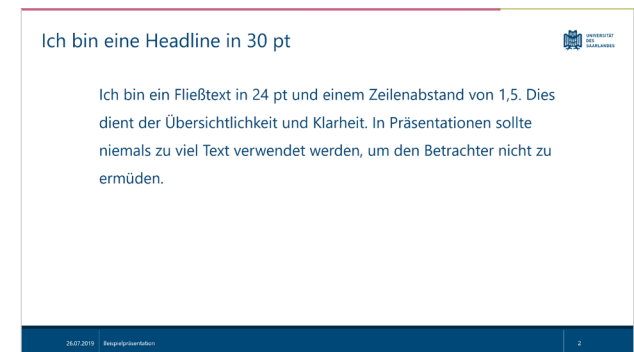 Ich bin eine Headline in 30 pt
UNIVERSITÄT
DES
SAARLANDES
Ich bin ein Fließtext in 24 pt und einem Zeilenabstand von 1,5. Dies
dient der Übersichtlichkeit und Klarheit. In Präsentationen sollte
niemals zu viel Text verwendet werden, um den Betrachter nicht zu
ermüden.
26.07.2019 Beispielpräsentation 2